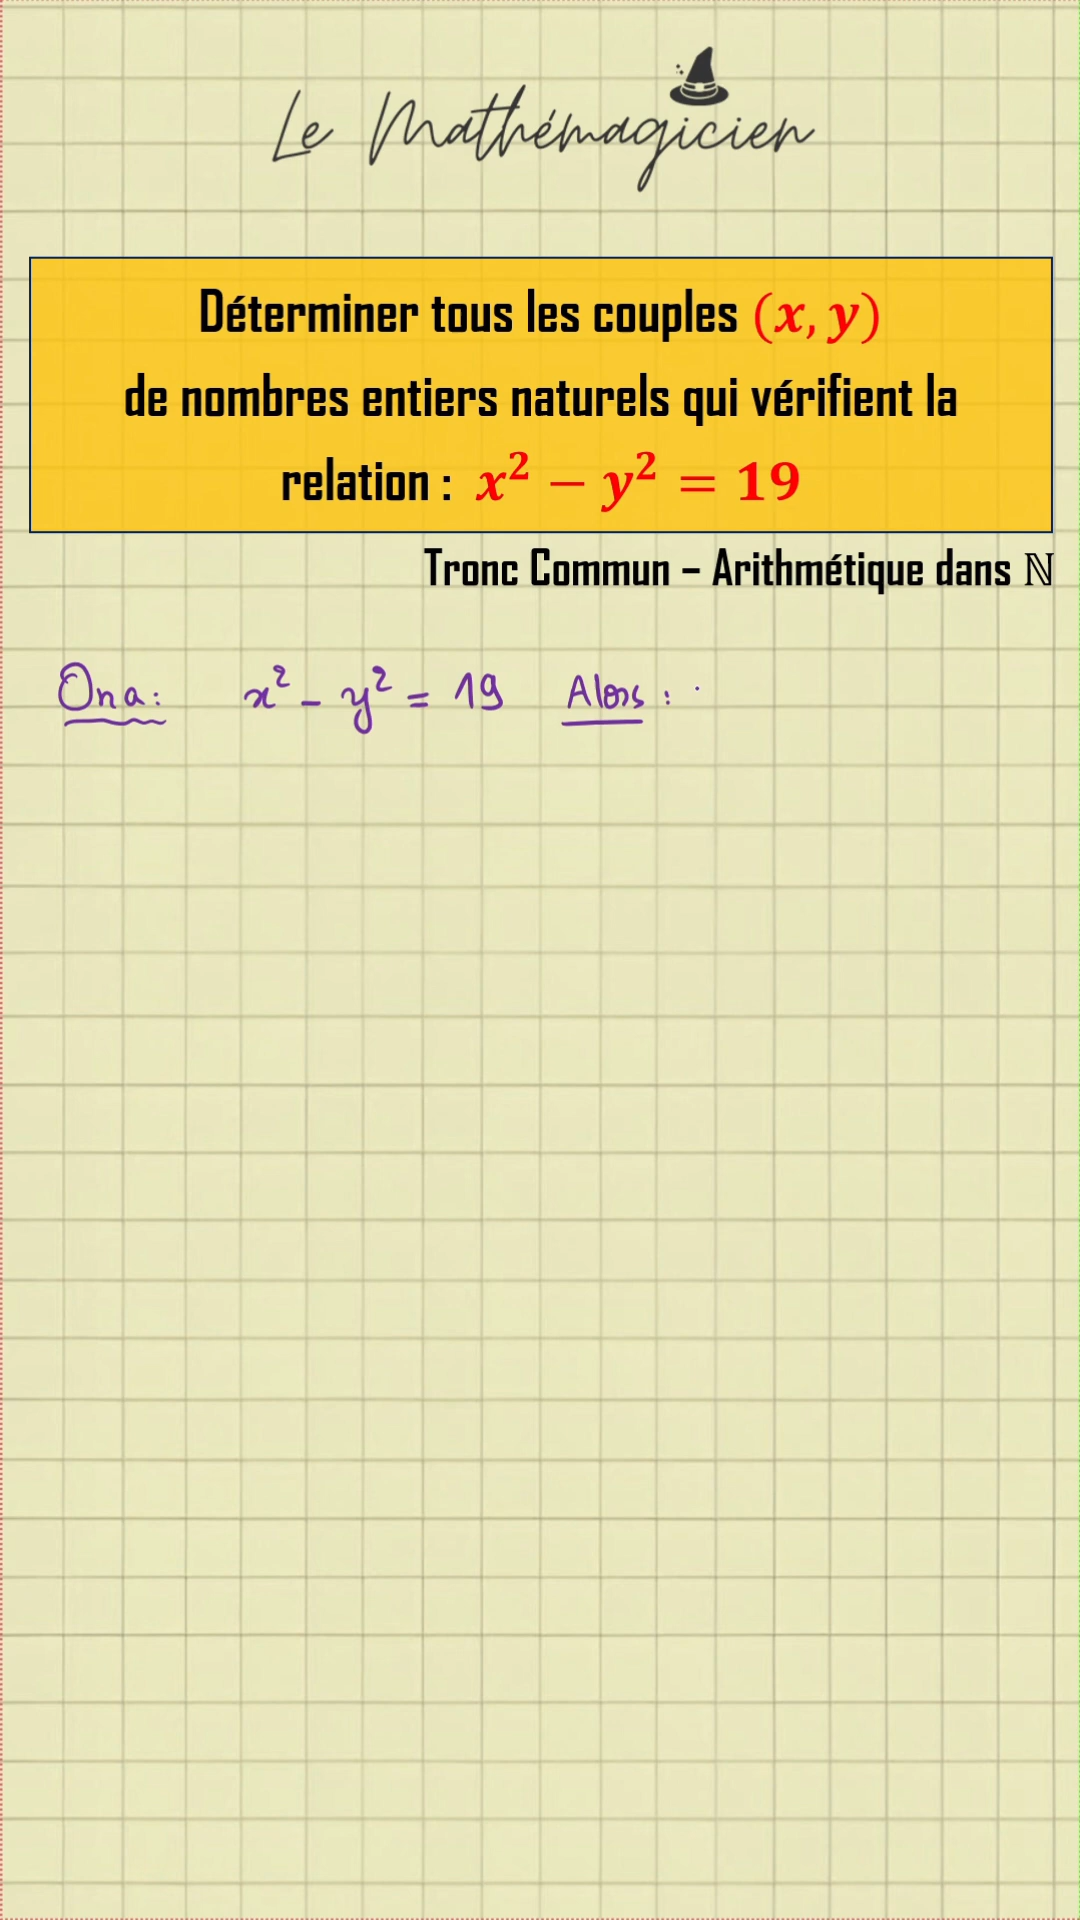 Le Mathémagicien
Déterminer tous les couples (x, y)
de nombres entiers naturels qui vérifient la
relation : x² − y² = 19
Tronc Commun – Arithmétique dans ℕ
On a : x² - y² = 19 Alors :